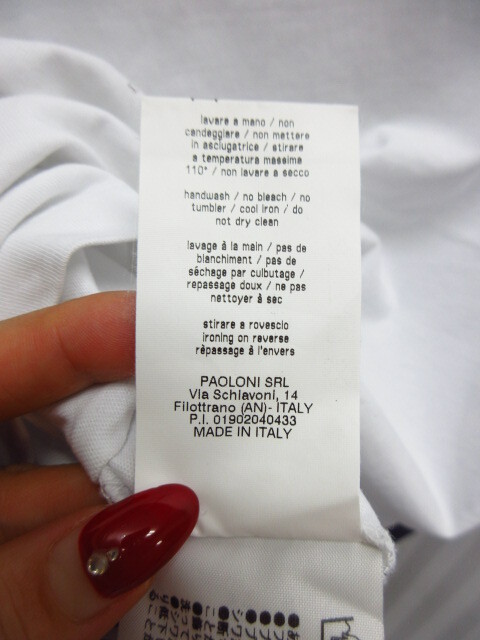 lavare a mano / non
candeggiare / non mettere
in asciugatrice / stirare
a temperatura massima
110° / non lavare a secco
handwash / no bleach / no
tumbler / cool iron / do
not dry clean
lavage à la main / pas de
blanchiment / pas de
séchage par culbutage /
repassage doux / ne pas
nettoyer à sec
stirare a rovescio
ironing on reverse
rèpassage à l'envers
PAOLONI SRL
Via Schiavoni, 14
Filottrano (AN)- ITALY
P.I. 01902040433
MADE IN ITALY